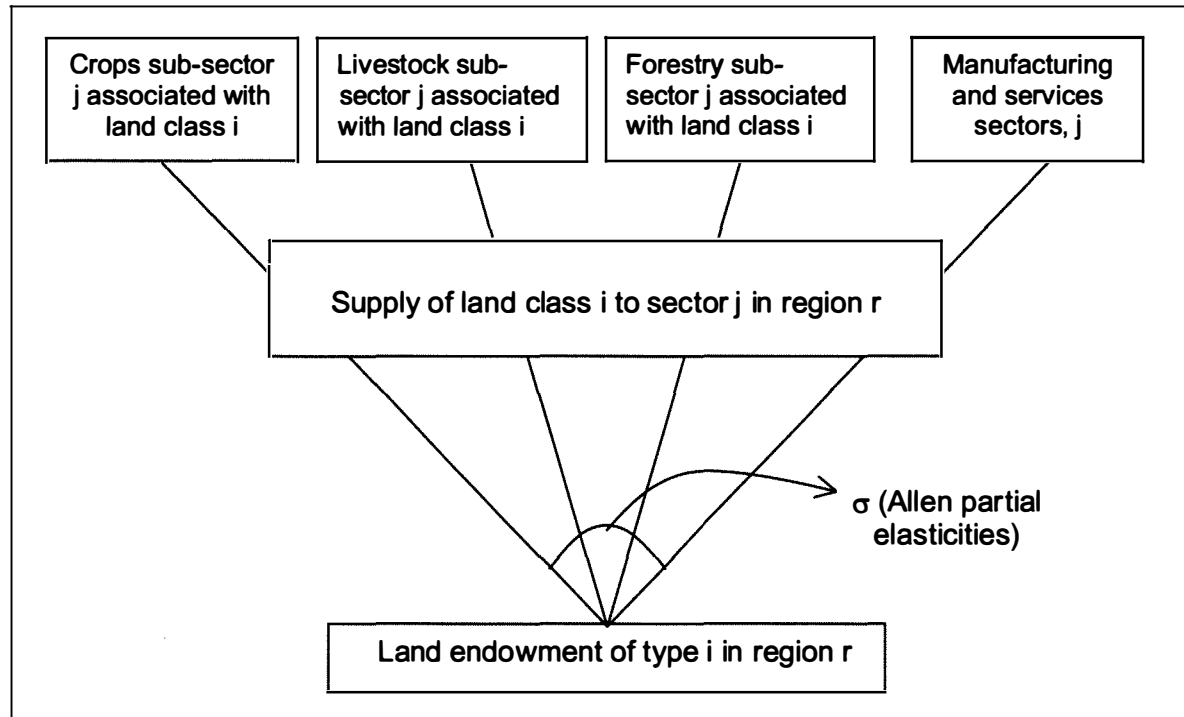 Crops sub-sector
j associated with
land class i
Livestock sub-
sector j associated
with land class i
Forestry sub-
sector j associated
with land class i
Manufacturing
and services
sectors, j
Supply of land class i to sector j in region r
σ (Allen partial
elasticities)
Land endowment of type i in region r